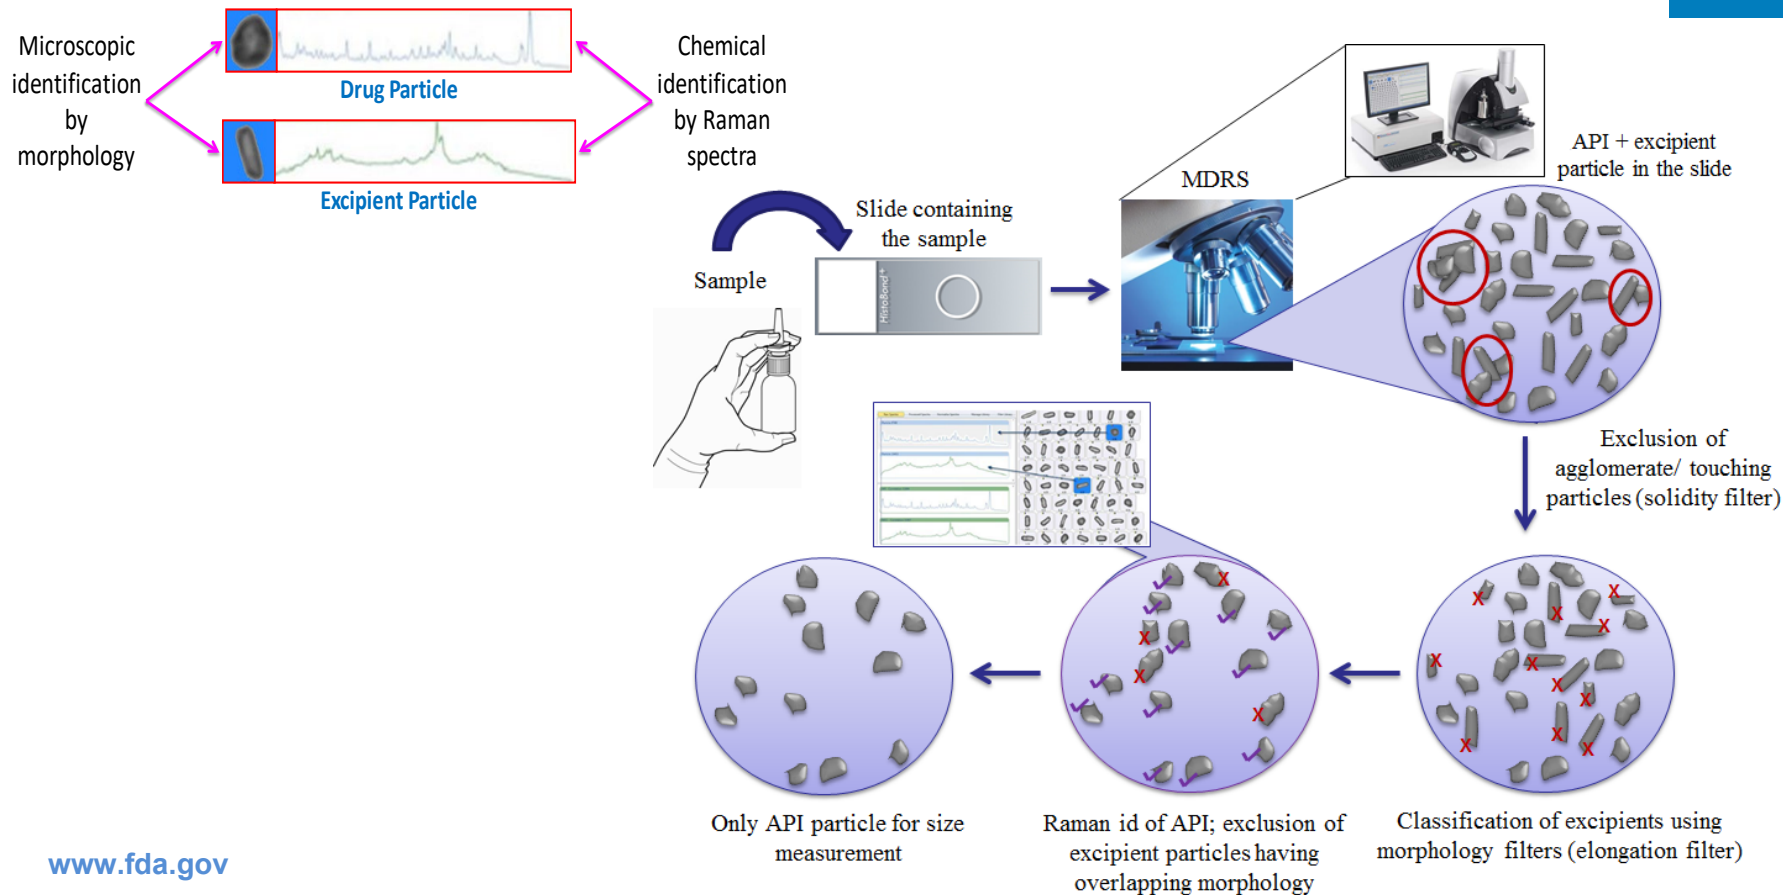 Microscopic
identification
by
morphology
Drug Particle
Excipient Particle
Chemical
identification
by Raman
spectra
Sample
Slide containing
the sample
HistoBond+
MDRS
API + excipient
particle in the slide
Exclusion of
agglomerate/ touching
particles (solidity filter)
X
X
X
X
X
X
X
X
X
X
X
Classification of excipients using
morphology filters (elongation filter)
X
X
X
X
Raman id of API; exclusion of
excipient particles having
overlapping morphology
Only API particle for size
measurement
www.fda.gov